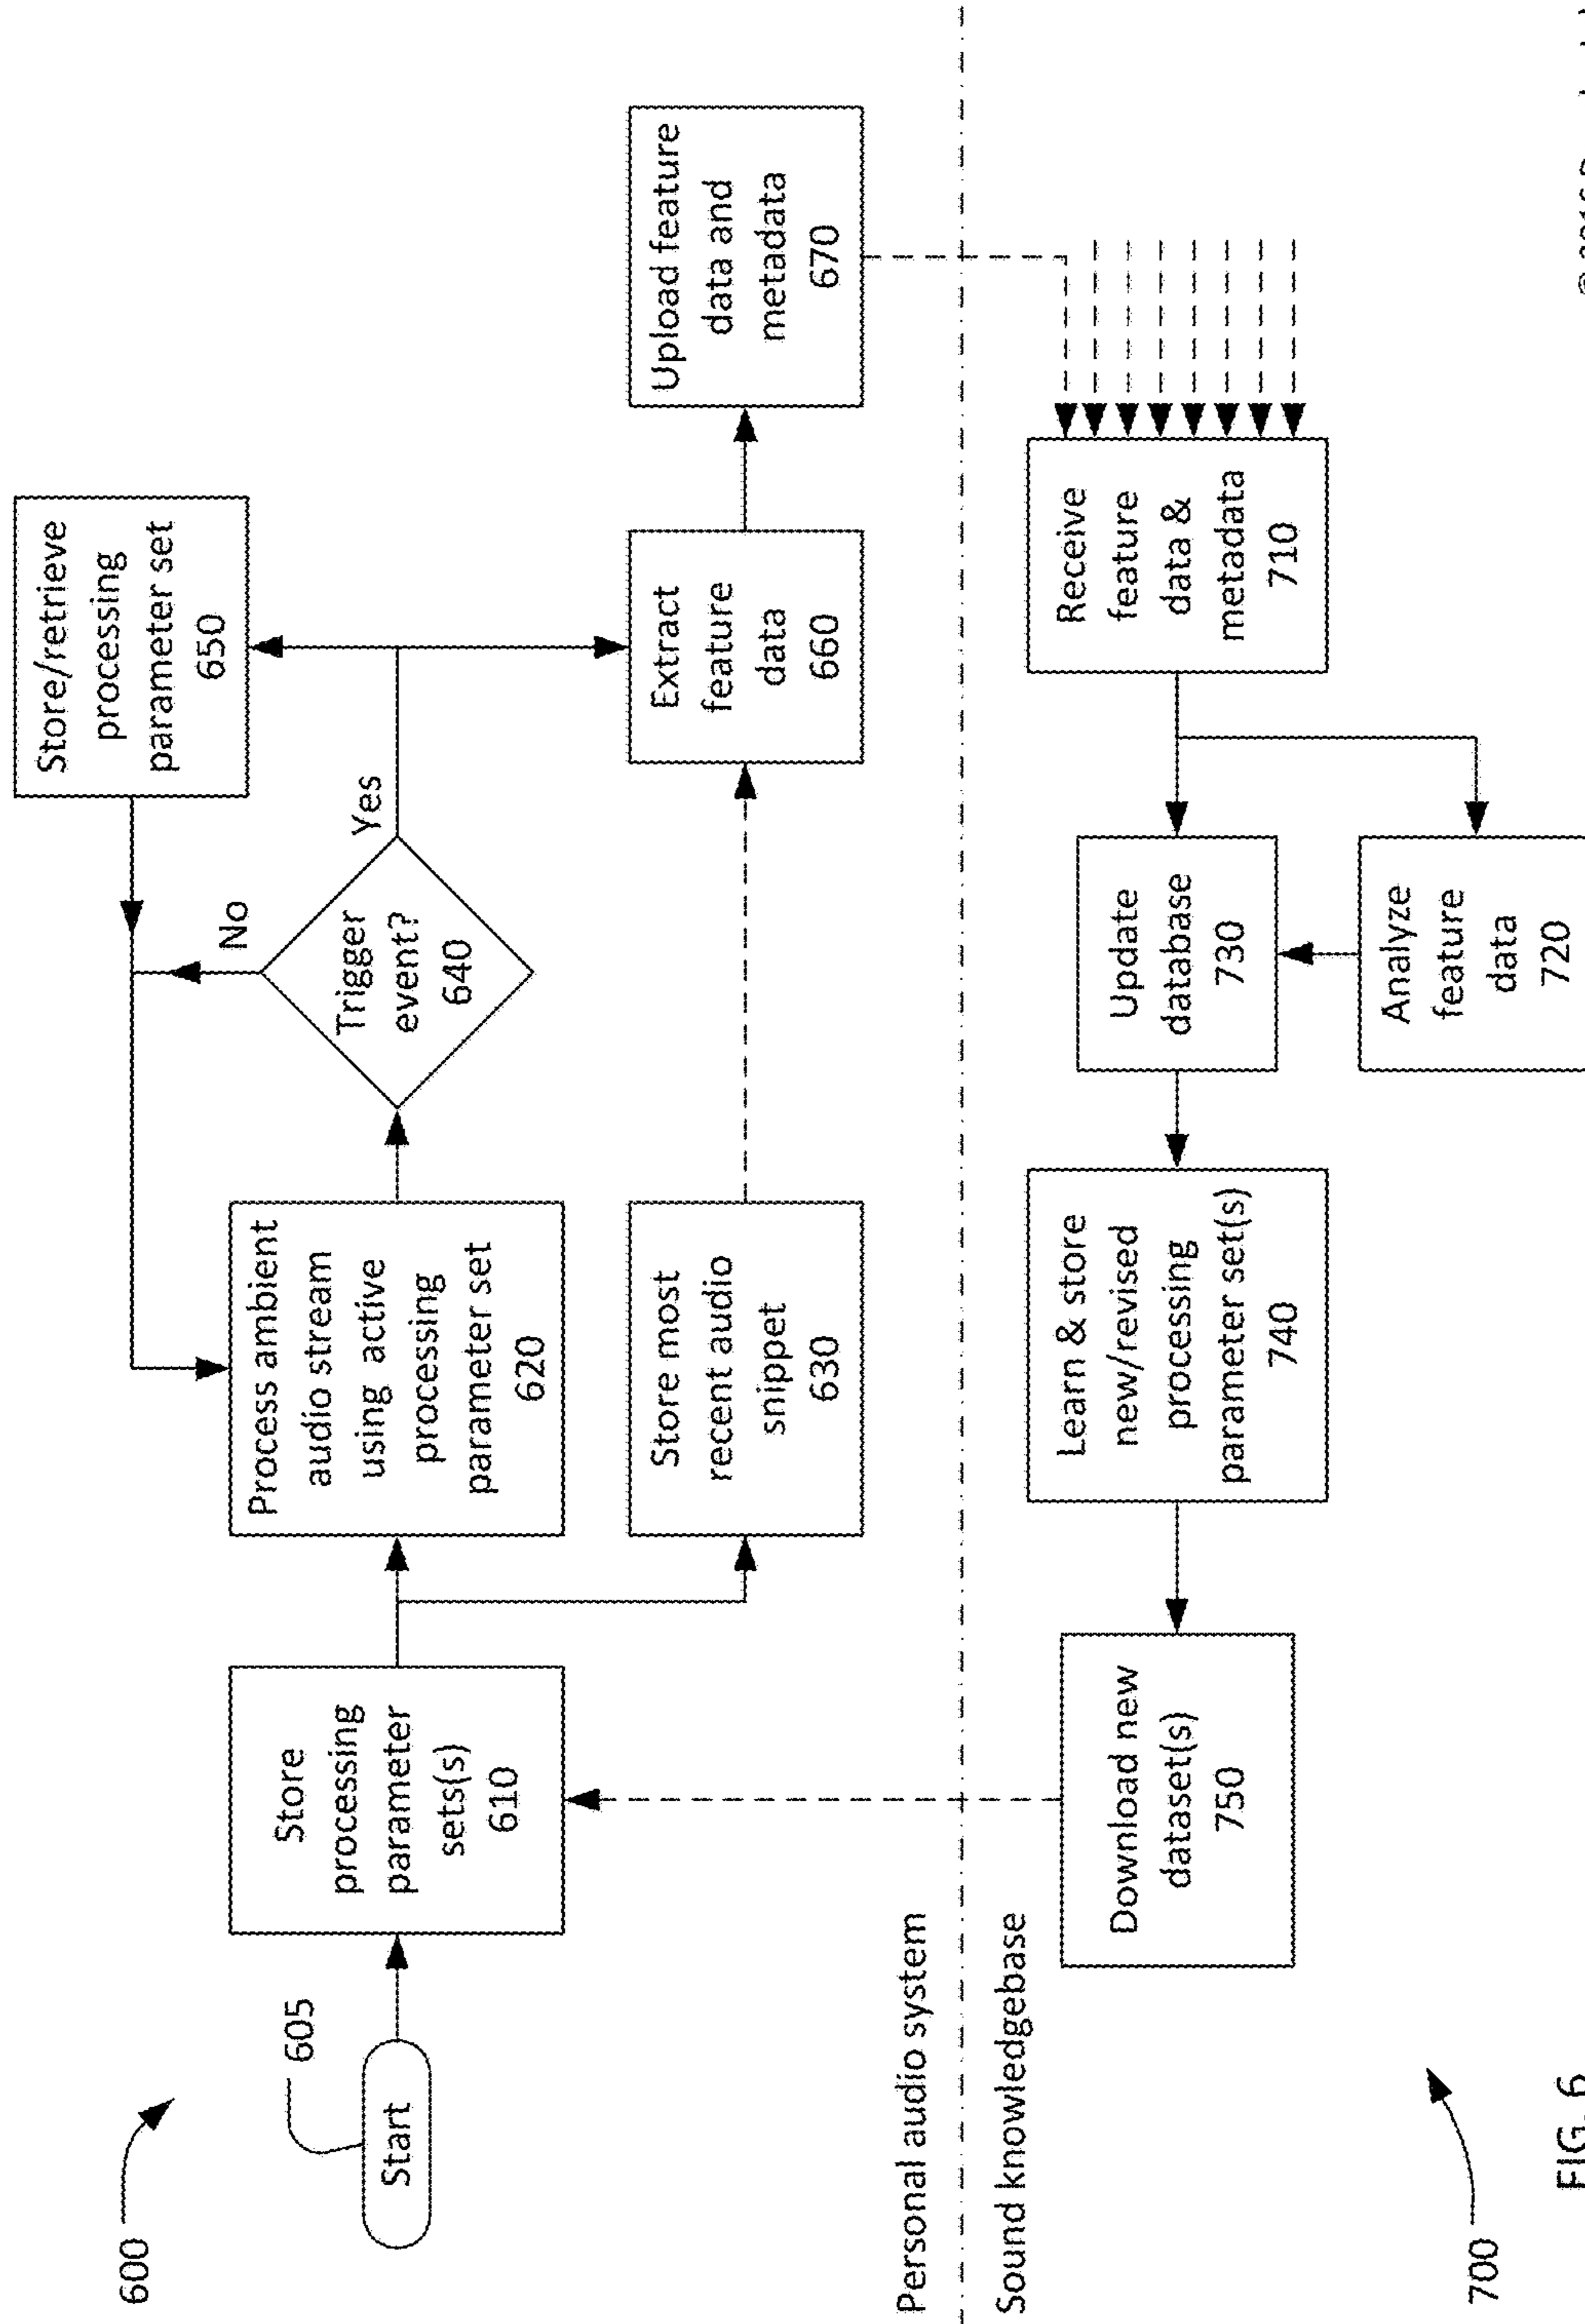 600
605
Start
Store
processing
parameter
sets(s)
610
Process ambient
audio stream
using active
processing
parameter set
620
Trigger
event?
640
No
Yes
Store/retrieve
processing
parameter set
650
Store most
recent audio
snippet
630
Extract
feature
data
660
Upload feature
data and
metadata
670
Personal audio system
Sound knowledgebase
Receive
feature
data &
metadata
710
Analyze
feature
data
720
Update
database
730
Learn & store
new/revised
processing
parameter set(s)
740
Download new
dataset(s)
750
700
FIG. 6